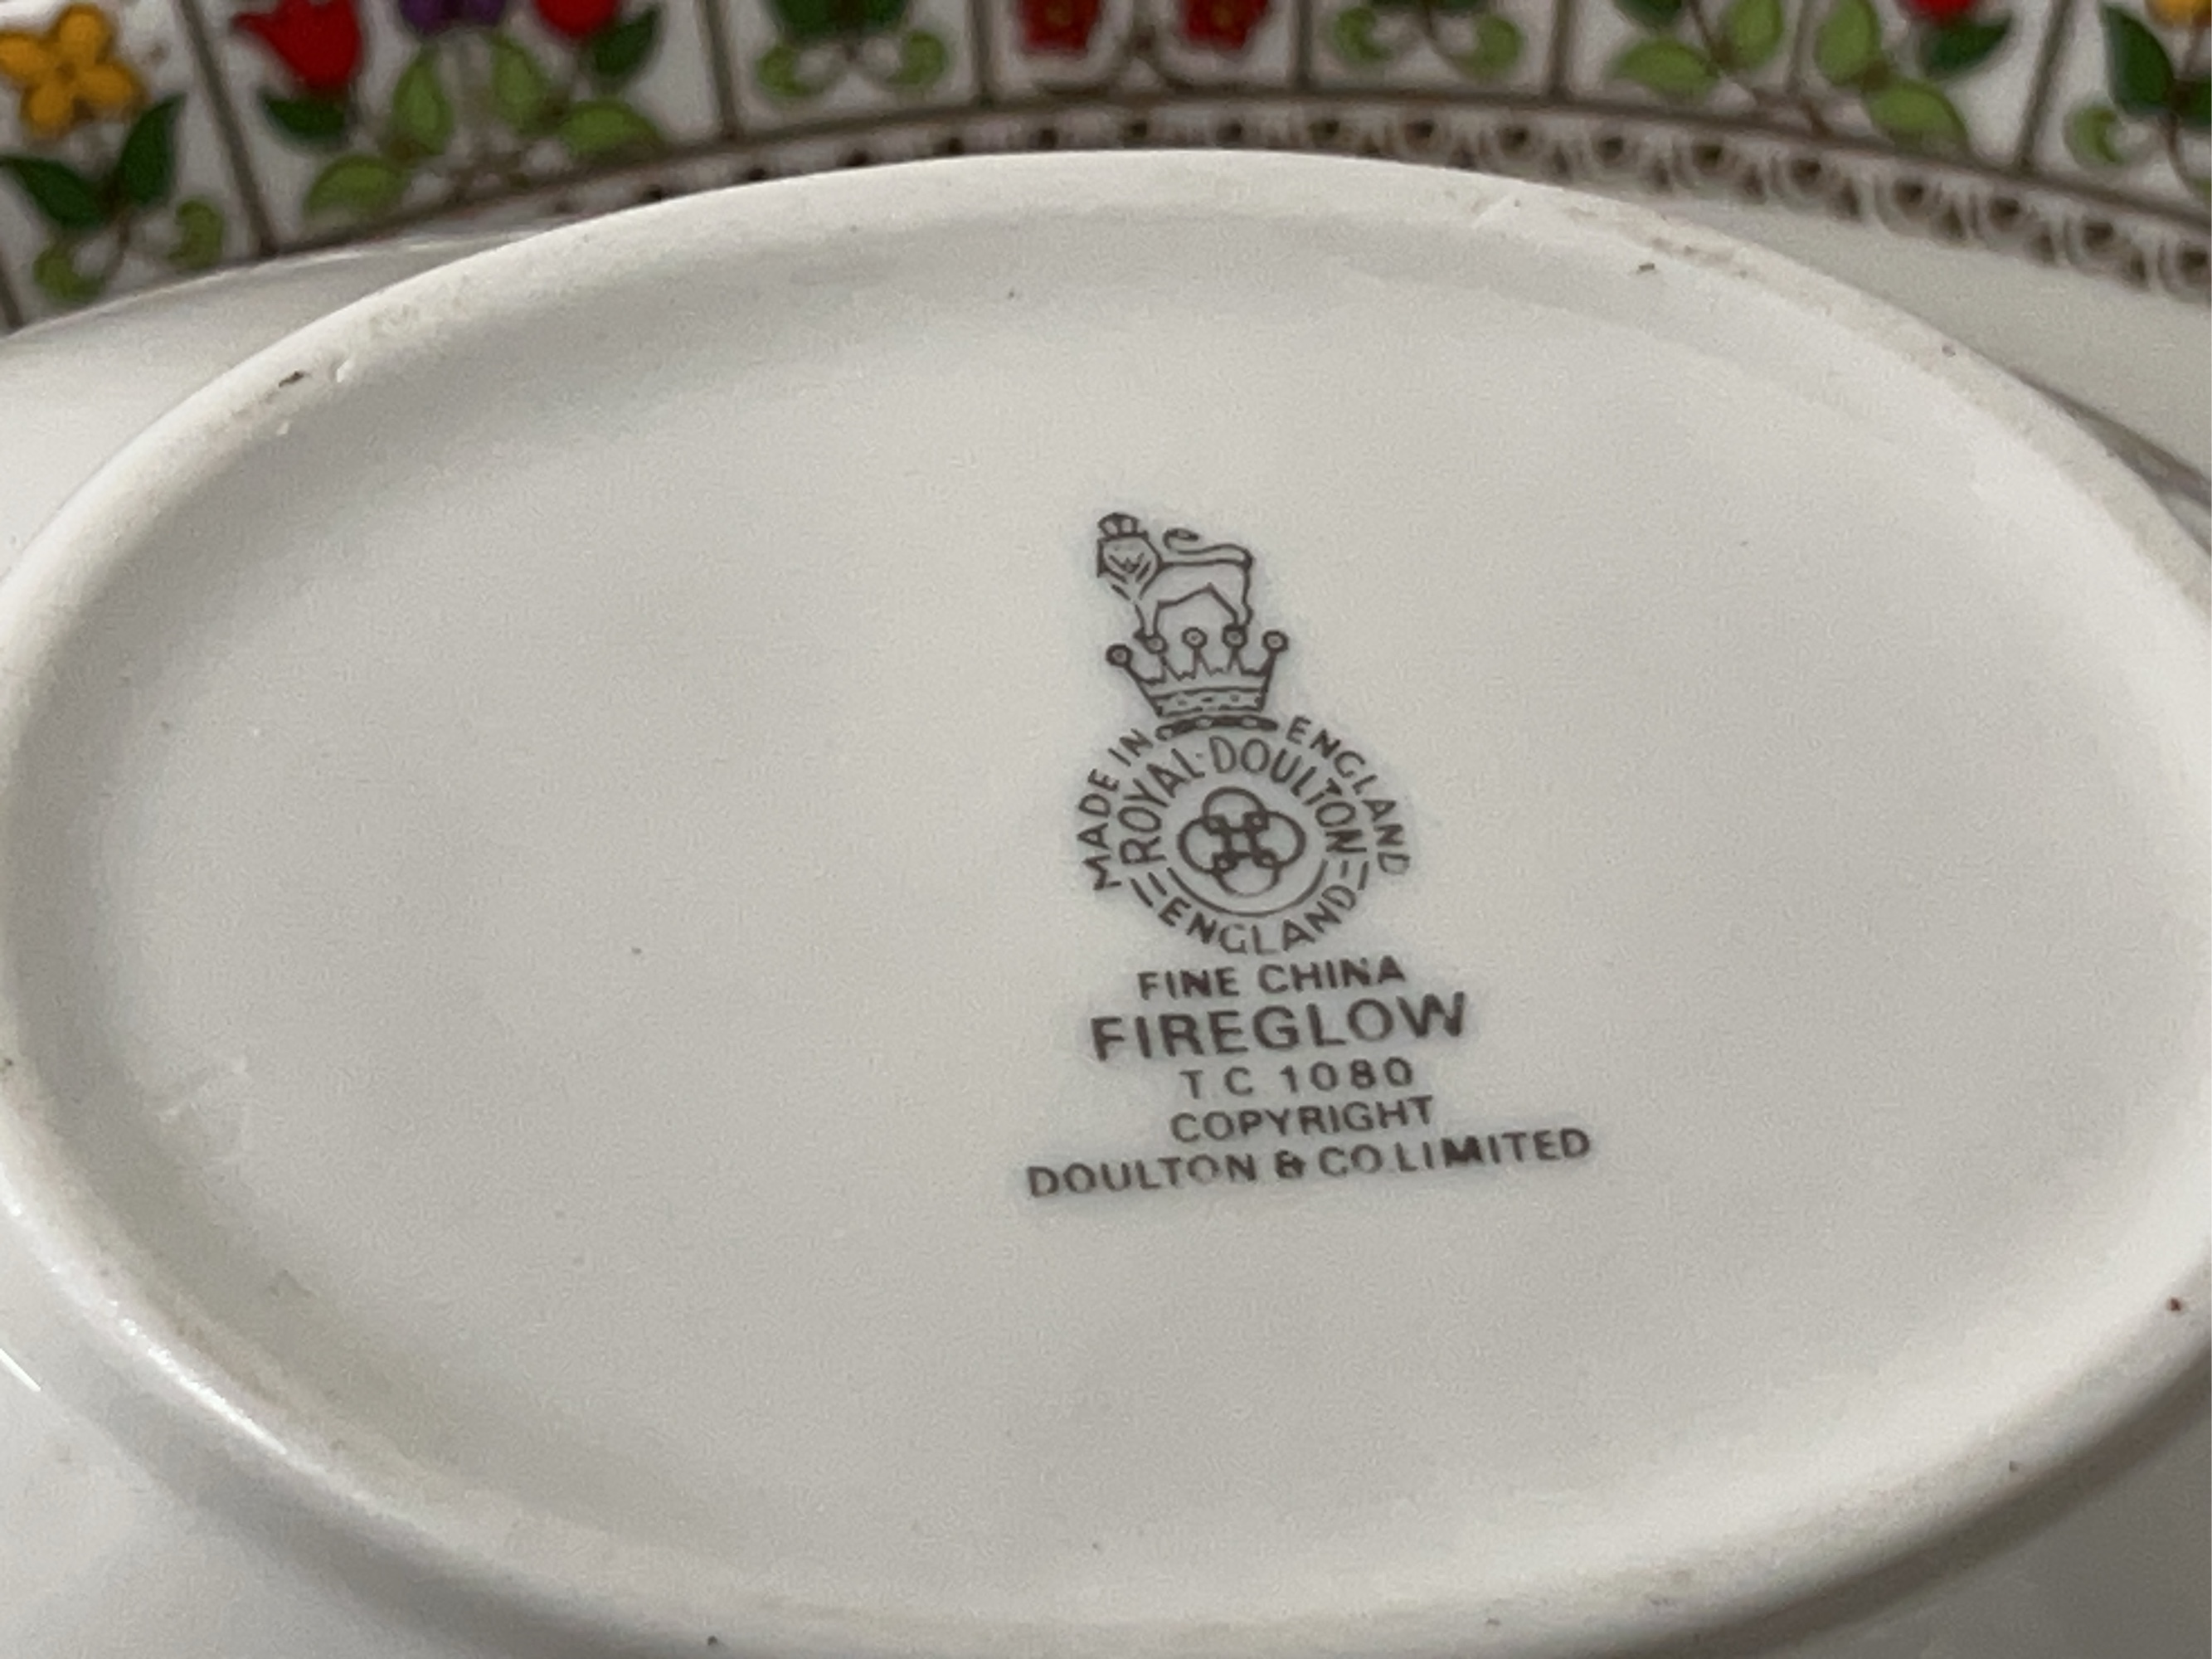 MADE IN ENGLAND
ROYAL·DOULTON
ENGLAND
FINE CHINA
FIREGLOW
T C 1080
COPYRIGHT
DOULTON & CO LIMITED